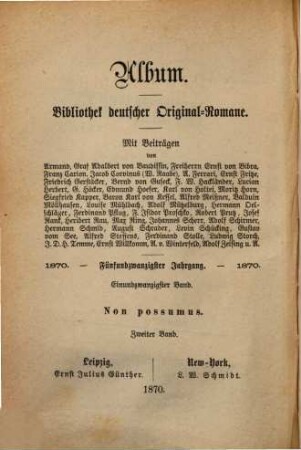 Album.
Bibliothek deutscher Original-Romane.
Mit Beiträgen
von
Armand, Graf Adalbert von Baudissin, Freiherrn Ernst von Bibra,
Franz Carion, Jacob Corvinus (W. Raabe), A. Ferrari, Ernst Fritze,
Friedrich Gerstäcker, Bernd von Guseck, F. W. Hackländer, Lucian
Herbert, G. Höcker, Edmund Hoefer, Karl von Holtei, Moritz Horn,
Siegfried Kapper, Baron Karl von Kessel, Alfred Meißner, Balduin
Möllhausen, Louise Mühlbach, Adolf Mützelburg, Hermann Oel-
schläger, Ferdinand Pflug, F. Isidor Proschko, Robert Prutz, Josef
Rank, Heribert Rau, Max Ring, Johannes Scherr, Adolf Schirmer,
Hermann Schmid, August Schrader, Levin Schücking, Gustav
vom See, Alfred Steffens, Ferdinand Stolle, Ludwig Storch,
J. D. H. Temme, Ernst Willkomm, A. v. Winterfeld, Adolf Zeising u. A.
1870. — Fünfundzwanzigster Jahrgang. — 1870.
Einundzwanzigster Band.
Non possumus.
Zweiter Band.
Leipzig, New-York,
Ernst Julius Günther. E. W. Schmidt.
1870.